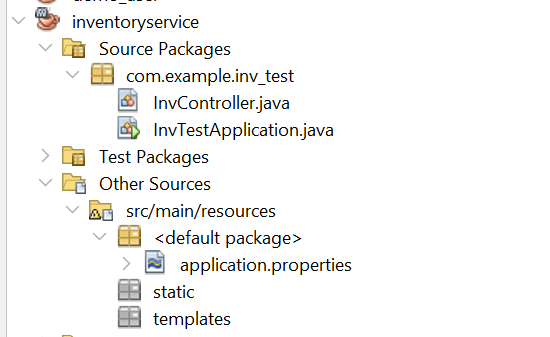 inventoryservice
Source Packages
com.example.inv_test
InvController.java
InvTestApplication.java
Test Packages
Other Sources
src/main/resources
<default package>
application.properties
static
templates